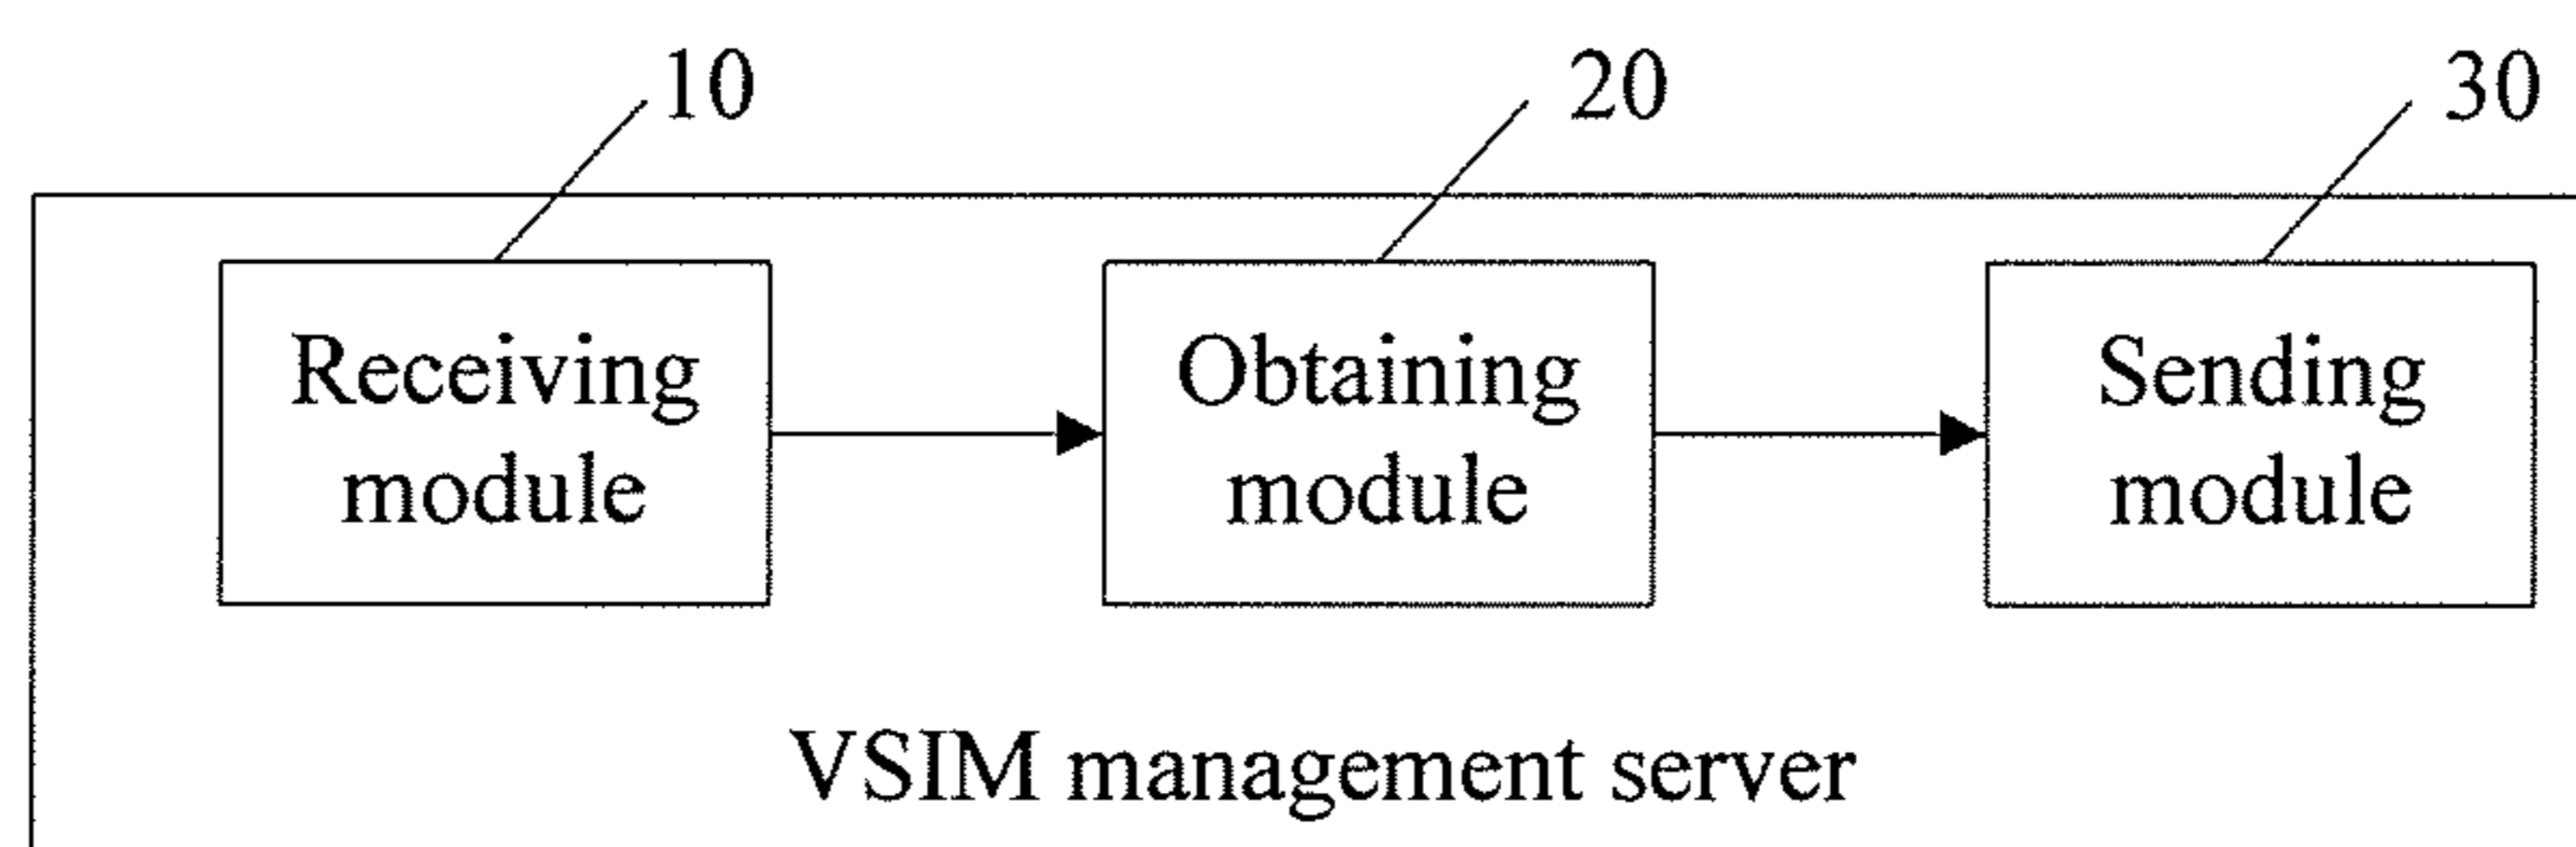 10 20 30
Receiving Obtaining Sending
module module module
VSIM management server